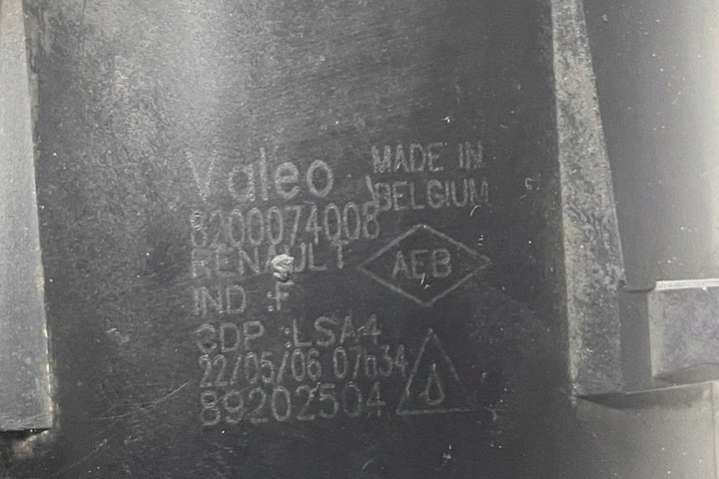 Valeo
MADE IN
BELGIUM
8200074008
RENAULT
AEB
IND :F
CDP :LSA4
22/05/06 07h34
89202504